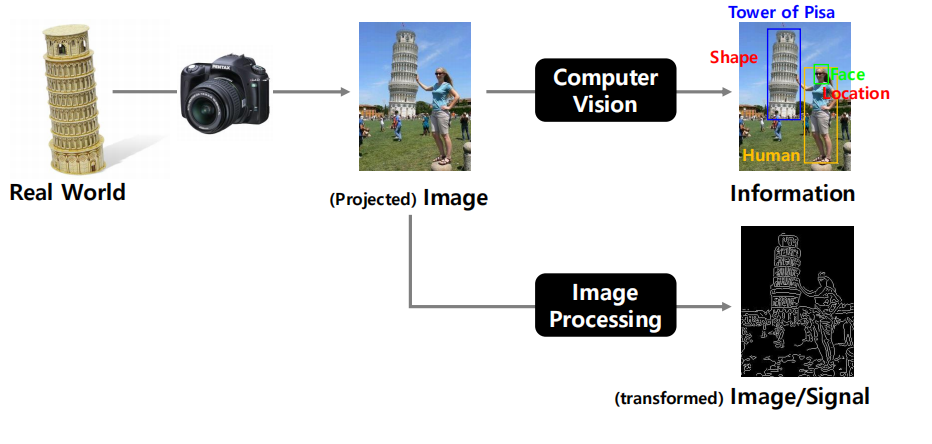 Tower of Pisa
Shape
Face
Location
Human
PENTAX
Computer
Vision
Real World
(Projected) Image
Information
Image
Processing
(transformed) Image/Signal